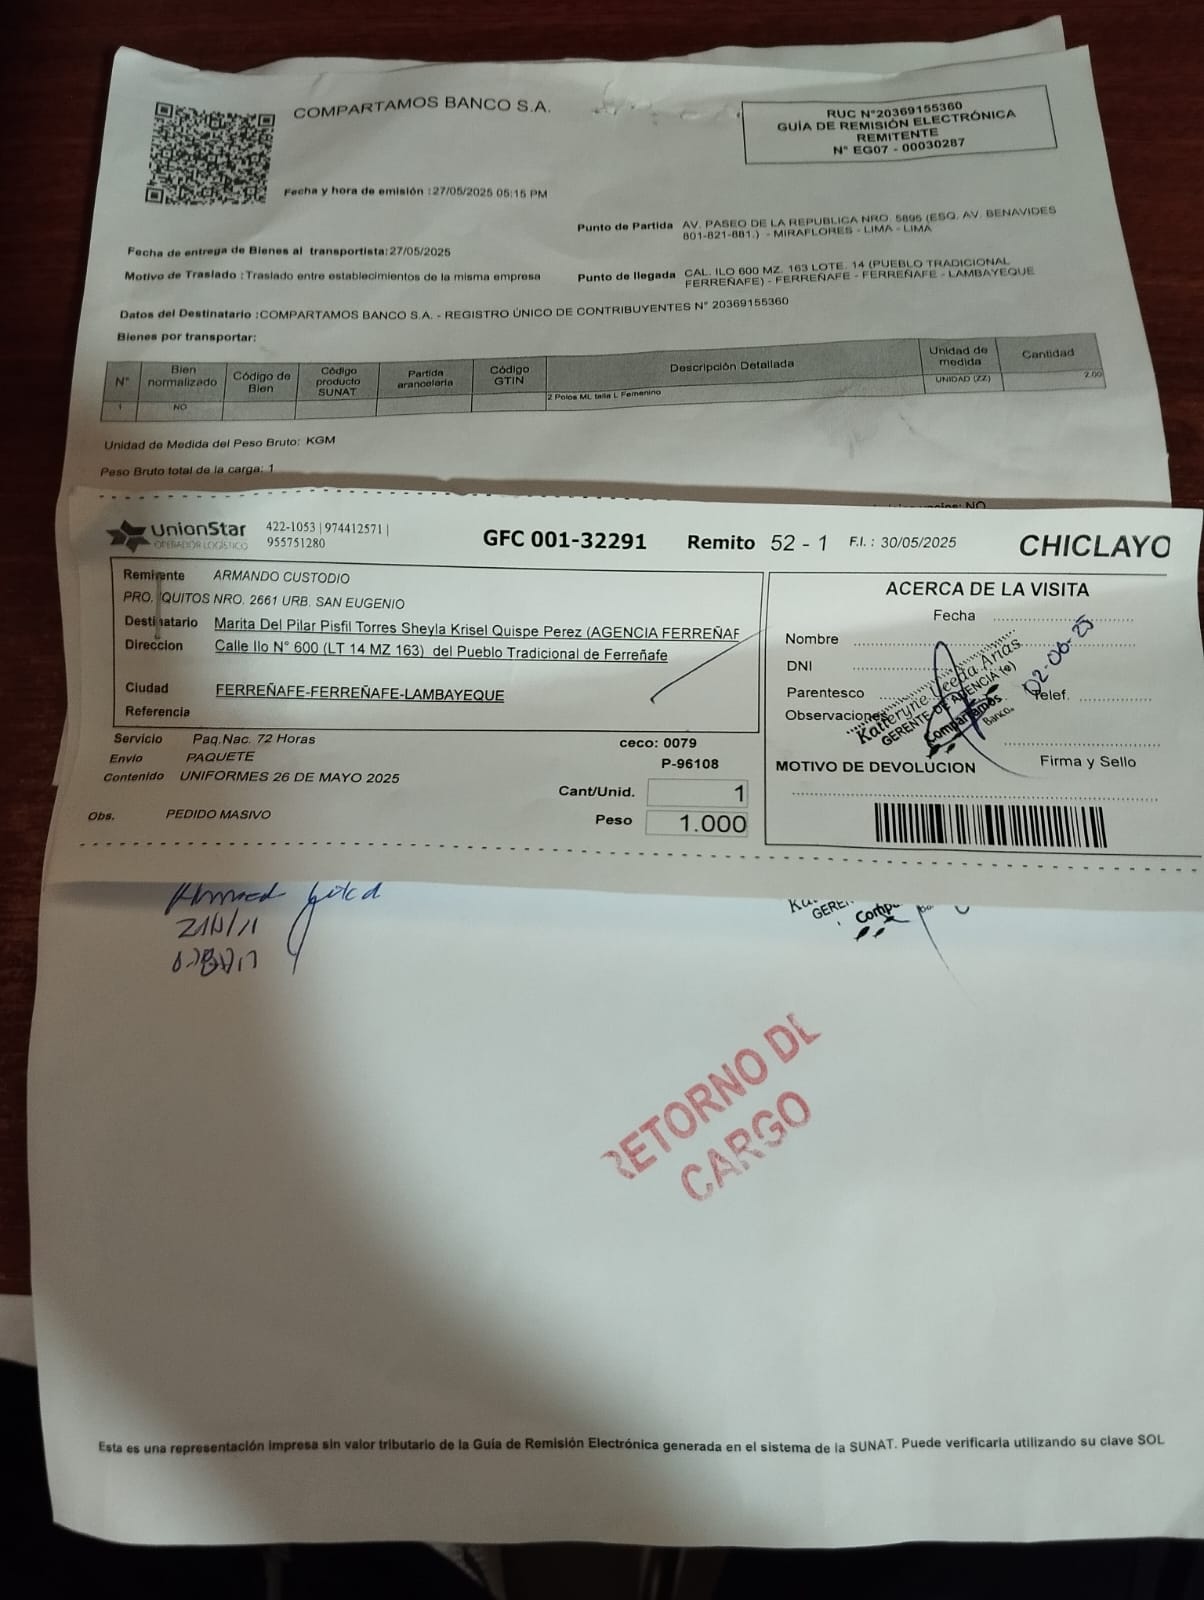 COMPARTAMOS BANCO S.A.
RUC N°20369155360
GUÍA DE REMISIÓN ELECTRÓNICA
REMITENTE
N° EG07 - 00030287
Fecha y hora de emisión :27/05/2025 05:15 PM
Punto de Partida AV. PASEO DE LA REPUBLICA NRO. 5895 (ESQ. AV. BENAVIDES
801-821-881.) - MIRAFLORES - LIMA - LIMA
Fecha de entrega de Bienes al transportista:27/05/2025
Motivo de Traslado :Traslado entre establecimientos de la misma empresa
Punto de llegada CAL. ILO 600 MZ. 163 LOTE. 14 (PUEBLO TRADICIONAL
FERREÑAFE) - FERREÑAFE - FERREÑAFE - LAMBAYEQUE
Datos del Destinatario :COMPARTAMOS BANCO S.A. - REGISTRO ÚNICO DE CONTRIBUYENTES N° 20369155360
Bienes por transportar:
N° Bien normalizado Código de Bien Código producto SUNAT Partida arancelaria Código GTIN Descripción Detallada Unidad de medida Cantidad
1 NO 2 Polos ML talla L Femenino UNIDAD (ZZ) 2.00
Unidad de Medida del Peso Bruto: KGM
Peso Bruto total de la carga: 1
NO
UnionStar
OPERADOR LOGÍSTICO
422-1053 | 974412571 |
955751280
GFC 001-32291 Remito 52 - 1 F.I. : 30/05/2025 CHICLAYO
Remitente ARMANDO CUSTODIO
PRO. IQUITOS NRO. 2661 URB. SAN EUGENIO
Destinatario Marita Del Pilar Pisfil Torres Sheyla Krisel Quispe Perez (AGENCIA FERREÑAF
Direccion Calle Ilo N° 600 (LT 14 MZ 163) del Pueblo Tradicional de Ferreñafe
Ciudad FERREÑAFE-FERREÑAFE-LAMBAYEQUE
Referencia
Servicio Paq.Nac. 72 Horas
Envio PAQUETE
Contenido UNIFORMES 26 DE MAYO 2025
Obs. PEDIDO MASIVO
ceco: 0079
P-96108
Cant/Unid. 1
Peso 1.000
ACERCA DE LA VISITA
Fecha
Nombre
DNI
Parentesco
Telef.
Observaciones
Katteryne Uceda Arias
GERENTE DE AGENCIA (e)
Compartamos
Banco
02-06-25
Firma y Sello
MOTIVO DE DEVOLUCION
GEREN
Comp
RETORNO DE
CARGO
Esta es una representación impresa sin valor tributario de la Guía de Remisión Electrónica generada en el sistema de la SUNAT. Puede verificarla utilizando su clave SOL